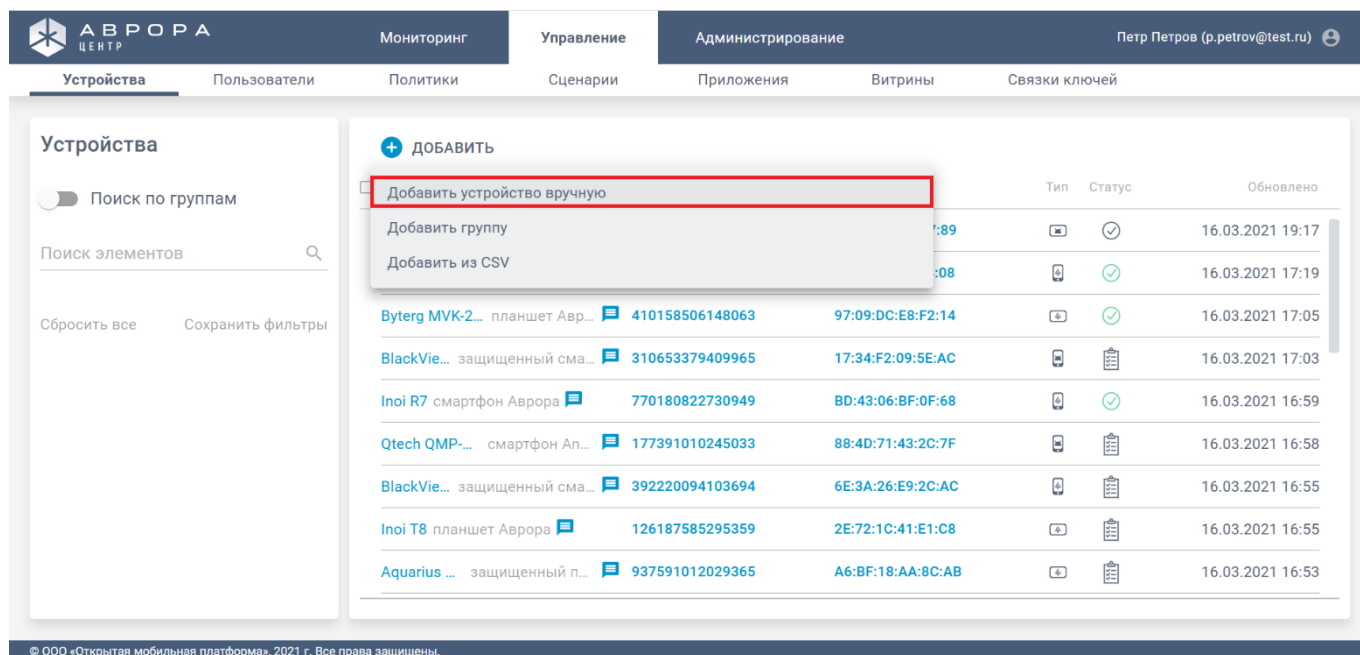 АВРОРА
ЦЕНТР
Мониторинг Управление Администрирование Петр Петров (p.petrov@test.ru)
Устройства Пользователи Политики Сценарии Приложения Витрины Связки ключей
Устройства
ДОБАВИТЬ
Поиск по группам
Добавить устройство вручную
Тип Статус Обновлено
Добавить группу
:89 16.03.2021 19:17
Поиск элементов
Добавить из CSV
:08 16.03.2021 17:19
Сбросить все Сохранить фильтры
Byterg MVK-2... планшет Авр... 410158506148063 97:09:DC:E8:F2:14 16.03.2021 17:05
BlackVie... защищенный сма... 310653379409965 17:34:F2:09:5E:AC 16.03.2021 17:03
Inoi R7 смартфон Аврора 770180822730949 BD:43:06:BF:0F:68 16.03.2021 16:59
Qtech QMP-... смартфон An... 177391010245033 88:4D:71:43:2C:7F 16.03.2021 16:58
BlackVie... защищенный сма... 392220094103694 6E:3A:26:E9:2C:AC 16.03.2021 16:55
Inoi T8 планшет Аврора 126187585295359 2E:72:1C:41:E1:C8 16.03.2021 16:55
Aquarius ... защищенный п... 937591012029365 A6:BF:18:AA:8C:AB 16.03.2021 16:53
© ООО «Открытая мобильная платформа», 2021 г. Все права защищены.